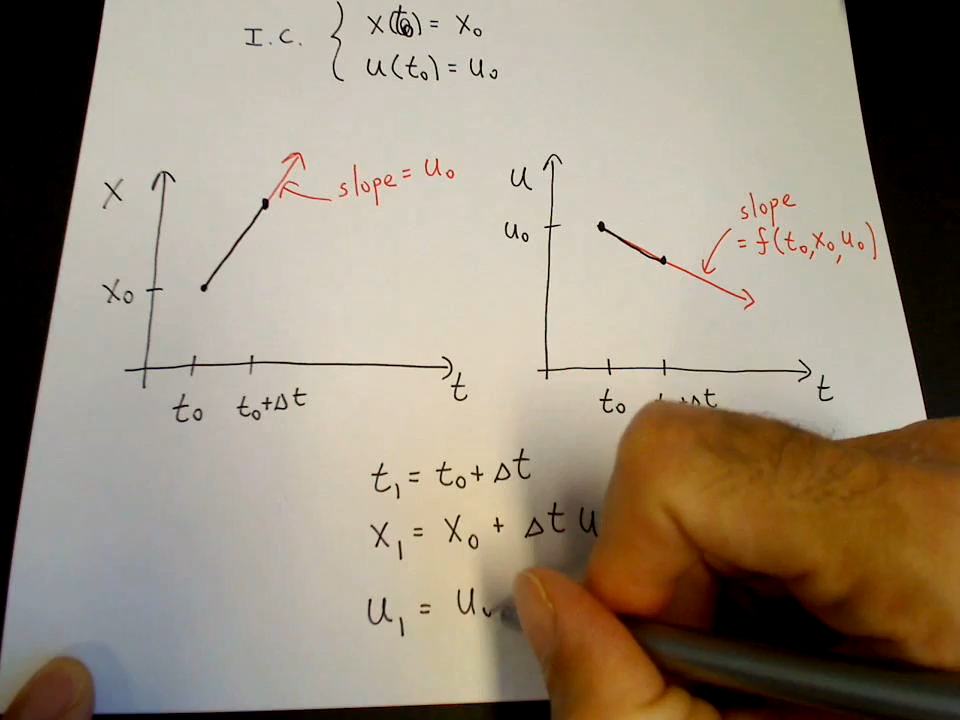 I.C. { x(t₀) = x₀
u(t₀) = u₀
x
slope = u₀
x₀
t₀
t₀+Δt
t
u
u₀
slope
= f(t₀,x₀,u₀)
t₀
Δt
t
t₁ = t₀ + Δt
x₁ = x₀ + Δt u
u₁ = u